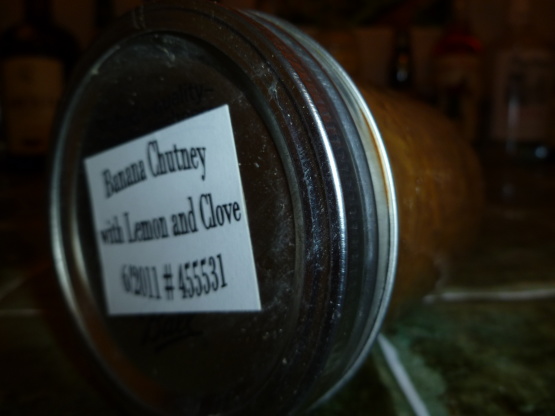 Banana Chutney
with Lemon and Clove
6/2011 # 455531